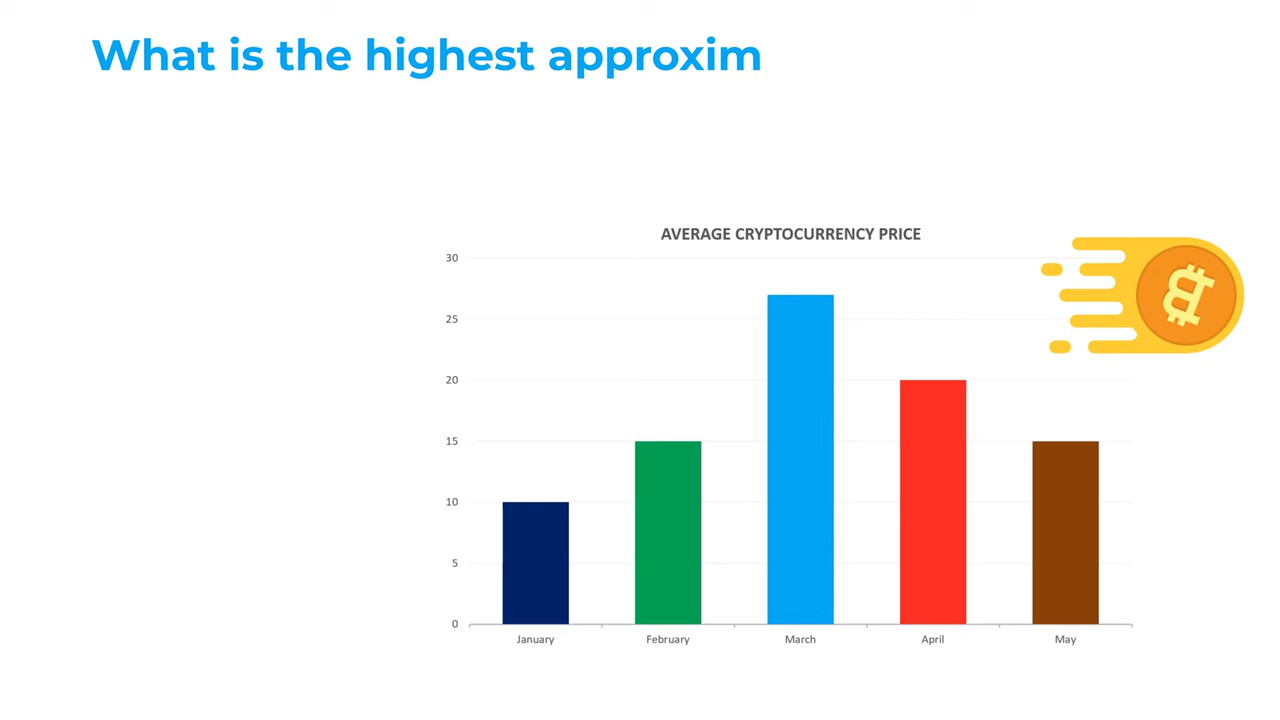 What is the highest approxim
AVERAGE CRYPTOCURRENCY PRICE
30
25
20
15
10
5
0
January February March April May